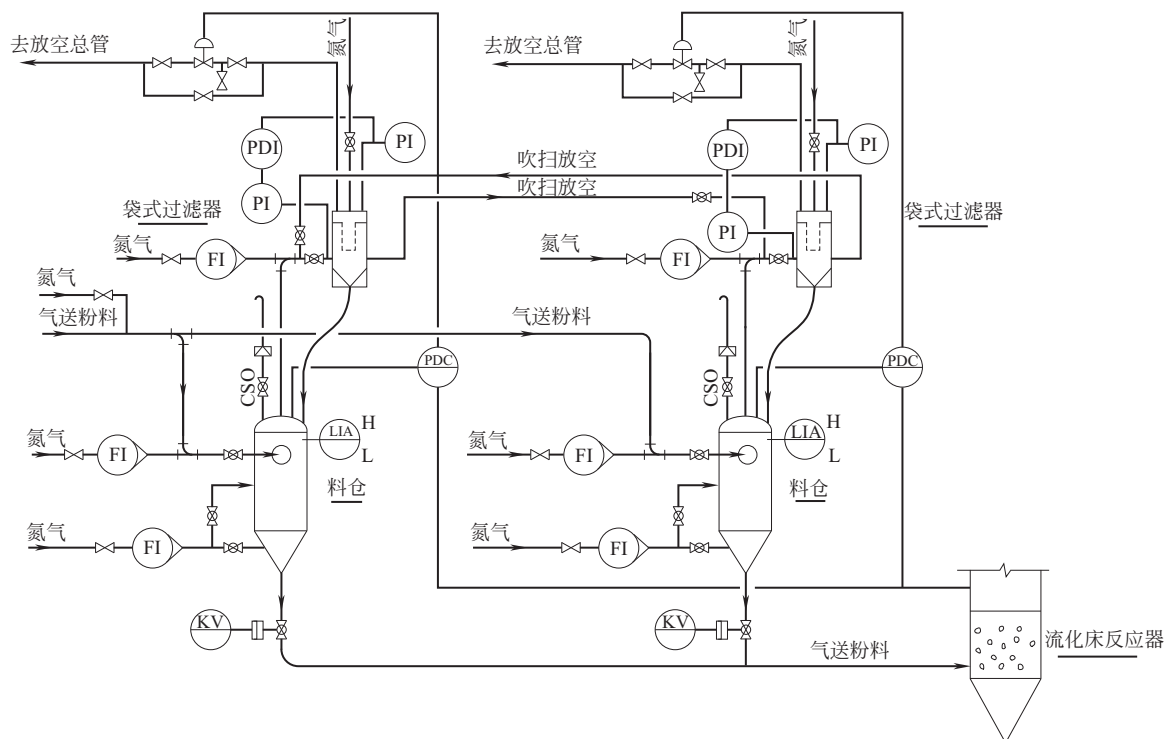 去放空总管
氮气
去放空总管
氮气
PDI
PI
PDI
PI
吹扫放空
吹扫放空
PI
PI
袋式过滤器
袋式过滤器
氮气
FI
氮气
FI
氮气
气送粉料
气送粉料
PDC
PDC
CSO
CSO
LIA
H
L
LIA
H
L
氮气
FI
氮气
FI
料仓
料仓
氮气
FI
氮气
FI
KV
KV
气送粉料
流化床反应器